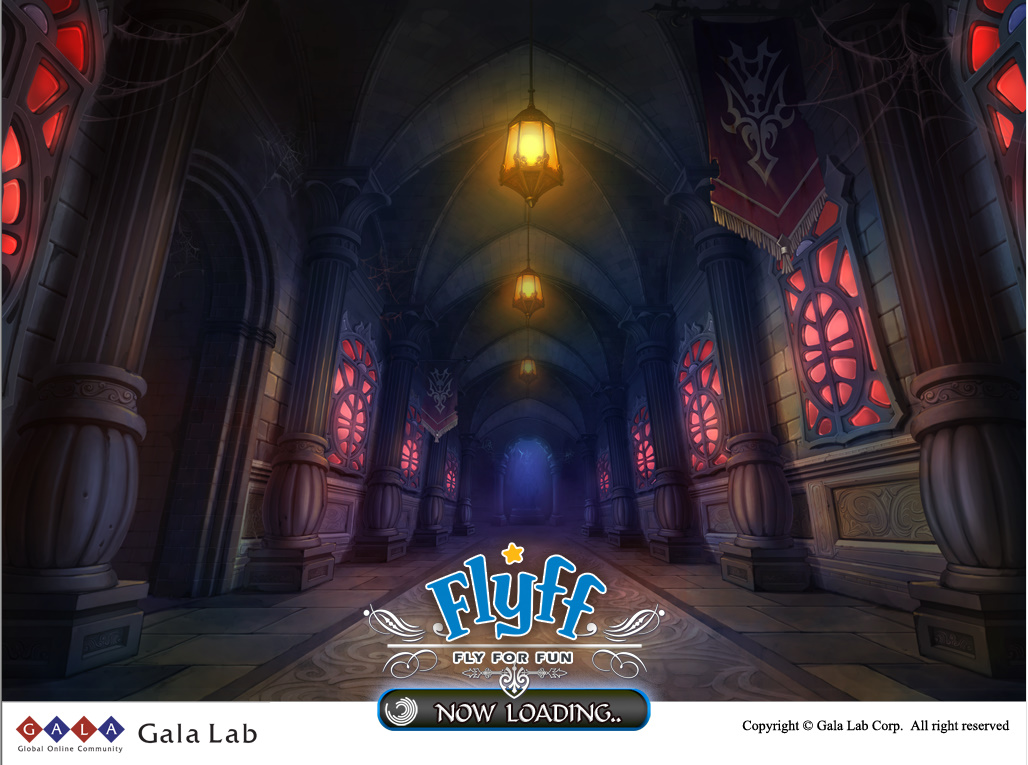 Flyff
FLY FOR FUN
NOW LOADING..
GALA
Global Online Community
Gala Lab
Copyright © Gala Lab Corp. All right reserved